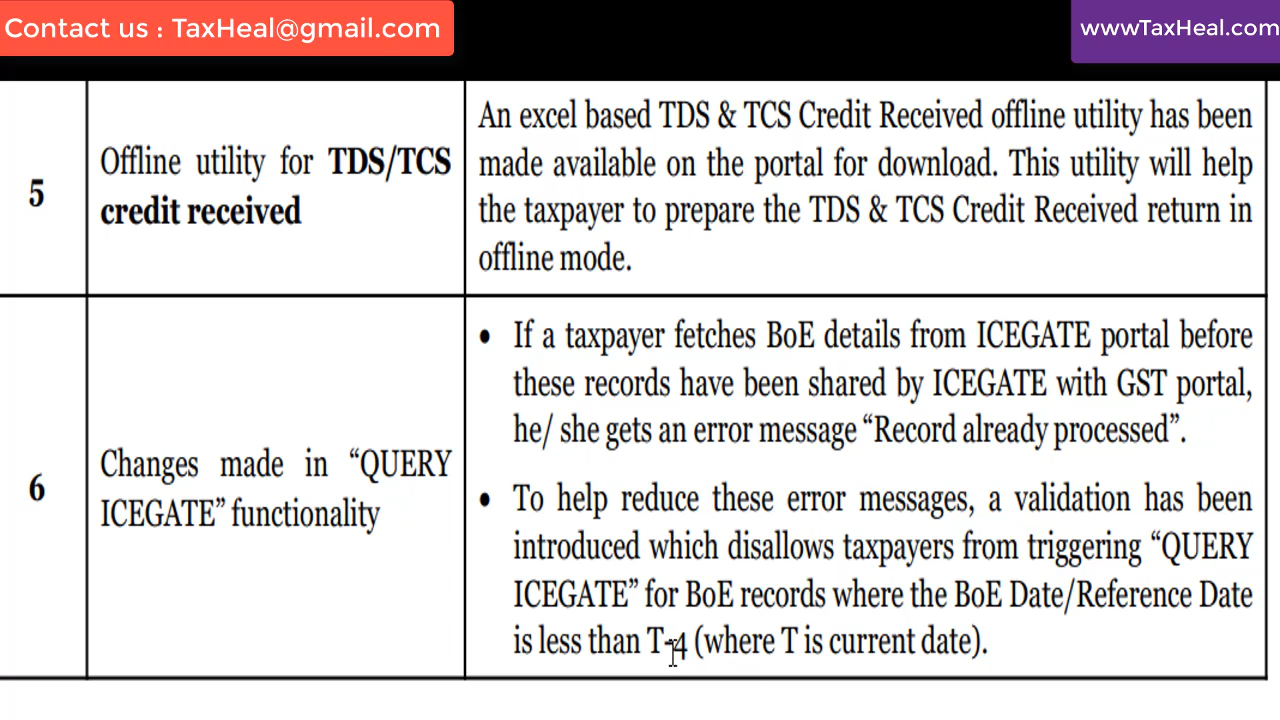 Contact us : TaxHeal@gmail.com
wwwTaxHeal.com
5
Offline utility for TDS/TCS
credit received
An excel based TDS & TCS Credit Received offline utility has been
made available on the portal for download. This utility will help
the taxpayer to prepare the TDS & TCS Credit Received return in
offline mode.
6
Changes made in “QUERY
ICEGATE” functionality
• If a taxpayer fetches BoE details from ICEGATE portal before
these records have been shared by ICEGATE with GST portal,
he/ she gets an error message “Record already processed”.
• To help reduce these error messages, a validation has been
introduced which disallows taxpayers from triggering “QUERY
ICEGATE” for BoE records where the BoE Date/Reference Date
is less than T-4 (where T is current date).